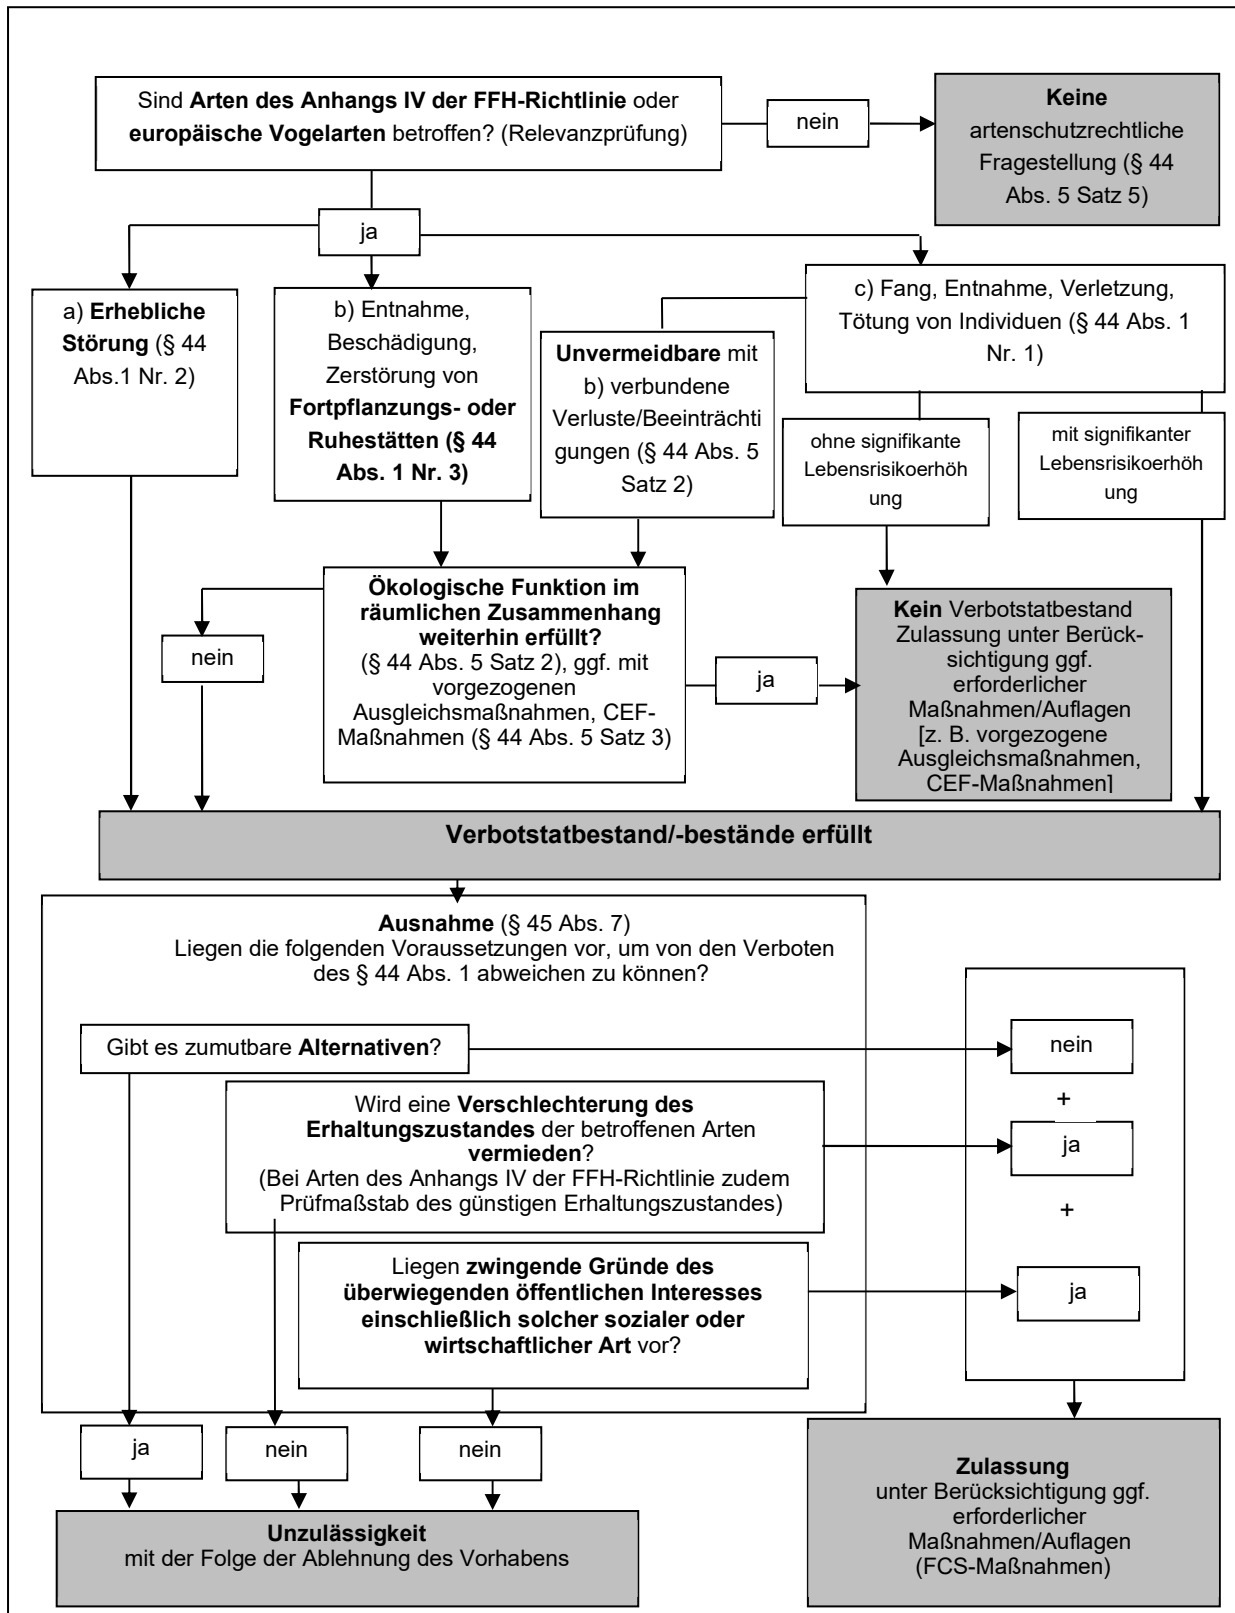 Sind Arten des Anhangs IV der FFH-Richtlinie oder
europäische Vogelarten betroffen? (Relevanzprüfung)
nein
Keine
artenschutzrechtliche
Fragestellung (§ 44
Abs. 5 Satz 5)
ja
a) Erhebliche
Störung (§ 44
Abs.1 Nr. 2)
b) Entnahme,
Beschädigung,
Zerstörung von
Fortpflanzungs- oder
Ruhestätten (§ 44
Abs. 1 Nr. 3)
Unvermeidbare mit
b) verbundene
Verluste/Beeinträchti
gungen (§ 44 Abs. 5
Satz 2)
c) Fang, Entnahme, Verletzung,
Tötung von Individuen (§ 44 Abs. 1
Nr. 1)
ohne signifikante
Lebensrisikoerhöh
ung
mit signifikanter
Lebensrisikoerhöh
ung
Ökologische Funktion im
räumlichen Zusammenhang
weiterhin erfüllt?
(§ 44 Abs. 5 Satz 2), ggf. mit
vorgezogenen
Ausgleichsmaßnahmen, CEF-
Maßnahmen (§ 44 Abs. 5 Satz 3)
nein
ja
Kein Verbotstatbestand
Zulassung unter Berück-
sichtigung ggf.
erforderlicher
Maßnahmen/Auflagen
[z. B. vorgezogene
Ausgleichsmaßnahmen,
CEF-Maßnahmen]
Verbotstatbestand/-bestände erfüllt
Ausnahme (§ 45 Abs. 7)
Liegen die folgenden Voraussetzungen vor, um von den Verboten
des § 44 Abs. 1 abweichen zu können?
Gibt es zumutbare Alternativen?
nein
+
Wird eine Verschlechterung des
Erhaltungszustandes der betroffenen Arten
vermieden?
(Bei Arten des Anhangs IV der FFH-Richtlinie zudem
Prüfmaßstab des günstigen Erhaltungszustandes)
ja
+
Liegen zwingende Gründe des
überwiegenden öffentlichen Interesses
einschließlich solcher sozialer oder
wirtschaftlicher Art vor?
ja
ja
nein
nein
Unzulässigkeit
mit der Folge der Ablehnung des Vorhabens
Zulassung
unter Berücksichtigung ggf.
erforderlicher
Maßnahmen/Auflagen
(FCS-Maßnahmen)